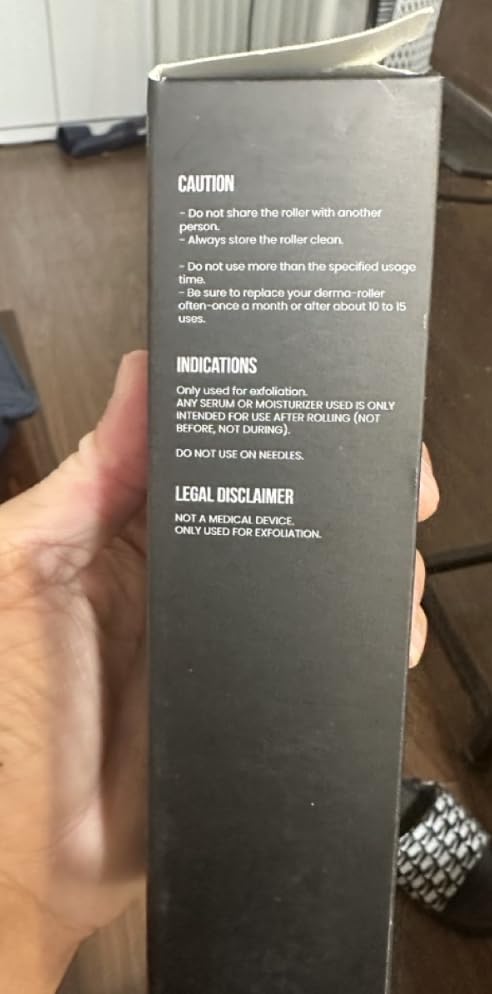 CAUTION
- Do not share the roller with another
person.
- Always store the roller clean.
- Do not use more than the specified usage
time.
- Be sure to replace your derma-roller
often-once a month or after about 10 to 15
uses.
INDICATIONS
Only used for exfoliation.
ANY SERUM OR MOISTURIZER USED IS ONLY
INTENDED FOR USE AFTER ROLLING (NOT
BEFORE, NOT DURING).
DO NOT USE ON NEEDLES.
LEGAL DISCLAIMER
NOT A MEDICAL DEVICE.
ONLY USED FOR EXFOLIATION.